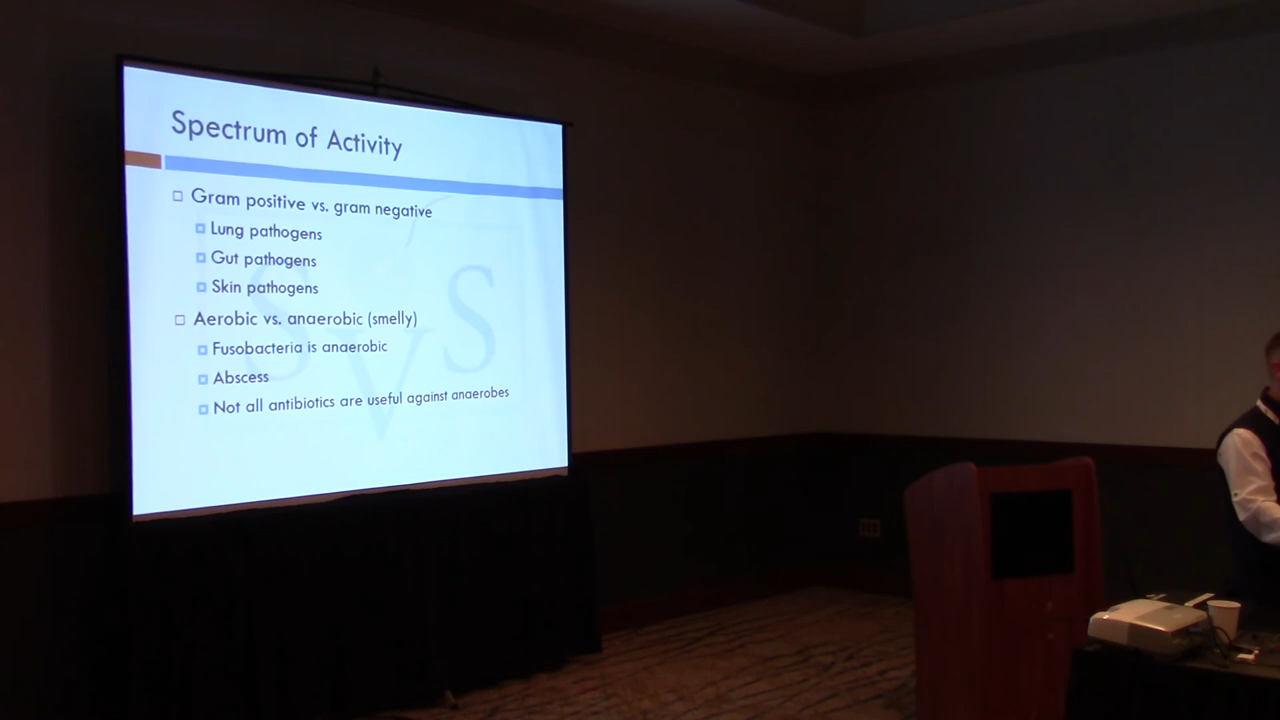 Spectrum of Activity
Gram positive vs. gram negative
Lung pathogens
Gut pathogens
Skin pathogens
Aerobic vs. anaerobic (smelly)
Fusobacteria is anaerobic
Abscess
Not all antibiotics are useful against anaerobes
SVS